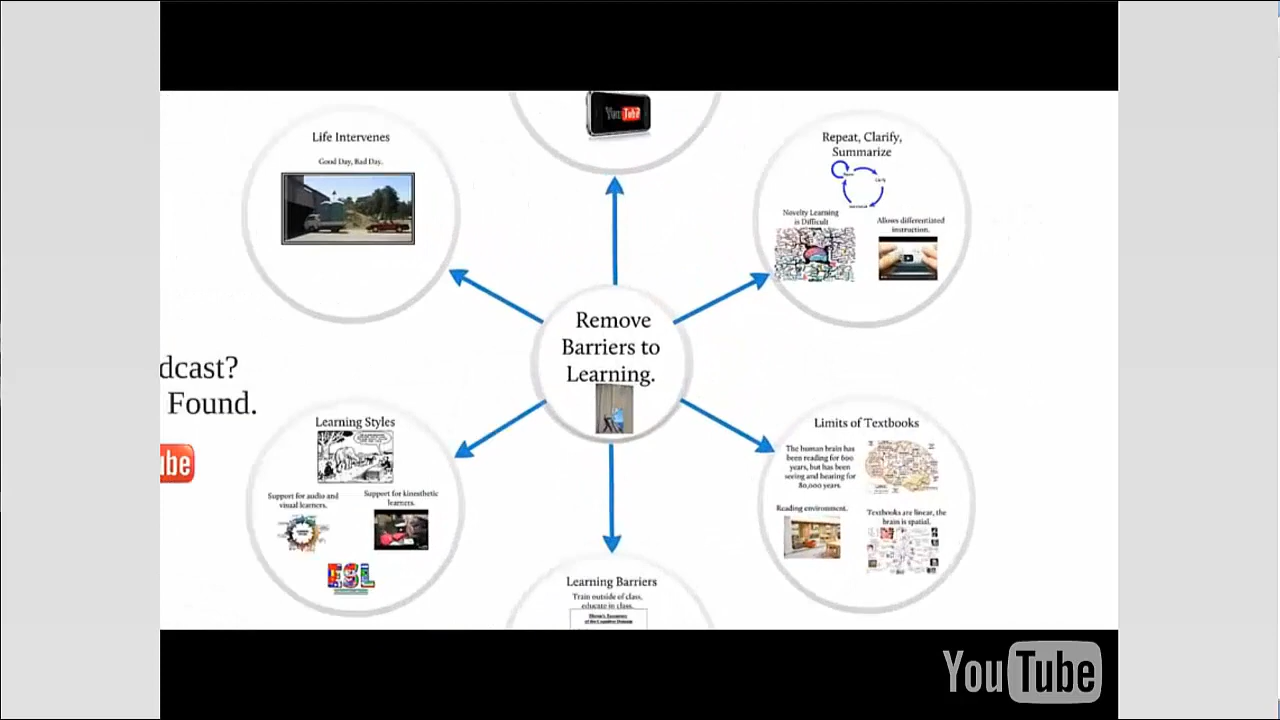 YouTube
Life Intervenes
Good Day, Bad Day.
Repeat, Clarify,
Summarize
Novelty Learning
is Difficult
Allows differentiated
instruction.
Remove
Barriers to
Learning.
dcast?
Found.
ube
Learning Styles
Support for audio and
visual learners.
Support for kinesthetic
learners.
ESL
Limits of Textbooks
The human brain has
been reading for 600
years, but has been
seeing and hearing for
80,000 years.
Reading environment.
Textbooks are linear, the
brain is spatial.
Learning Barriers
Train outside of class,
educate in class.
YouTube